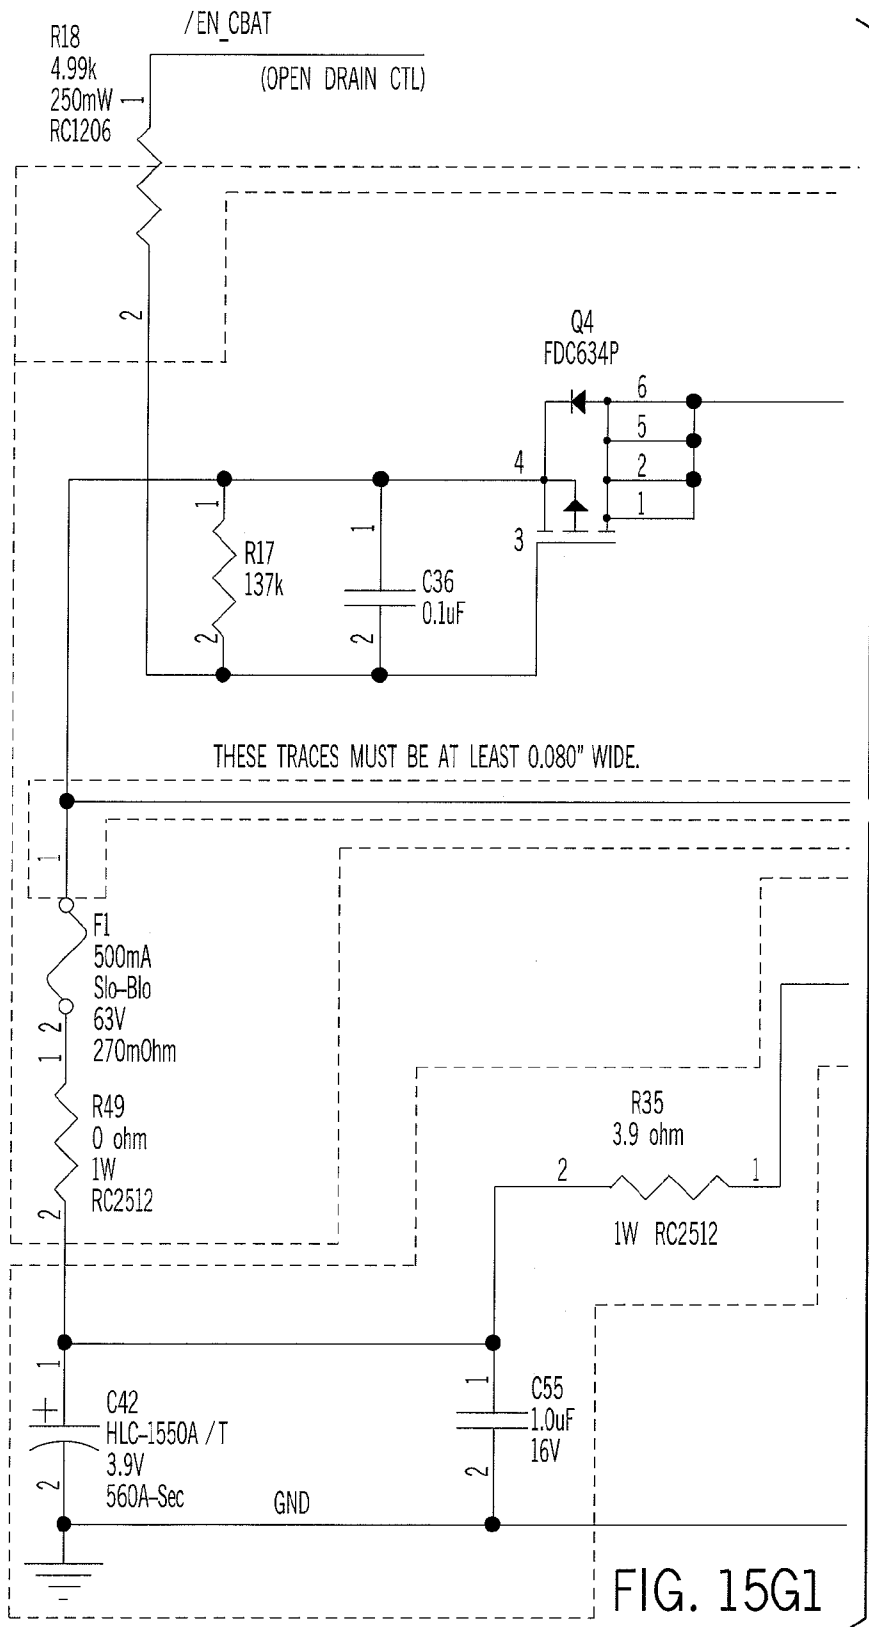 /EN_CBAT
R18
4.99k
250mW
RC1206
1
(OPEN DRAIN CTL)
2
Q4
FDC634P
6
5
2
1
4
3
1
R17
137k
2
1
C36
0.1uF
2
THESE TRACES MUST BE AT LEAST 0.080" WIDE.
1
F1
500mA
Slo-Blo
63V
270mOhm
2
1
R49
0 ohm
1W
RC2512
2
R35
3.9 ohm
2
1
1W RC2512
1
+
C42
HLC-1550A /T
3.9V
560A-Sec
2
1
C55
1.0uF
16V
2
GND
FIG. 15G1